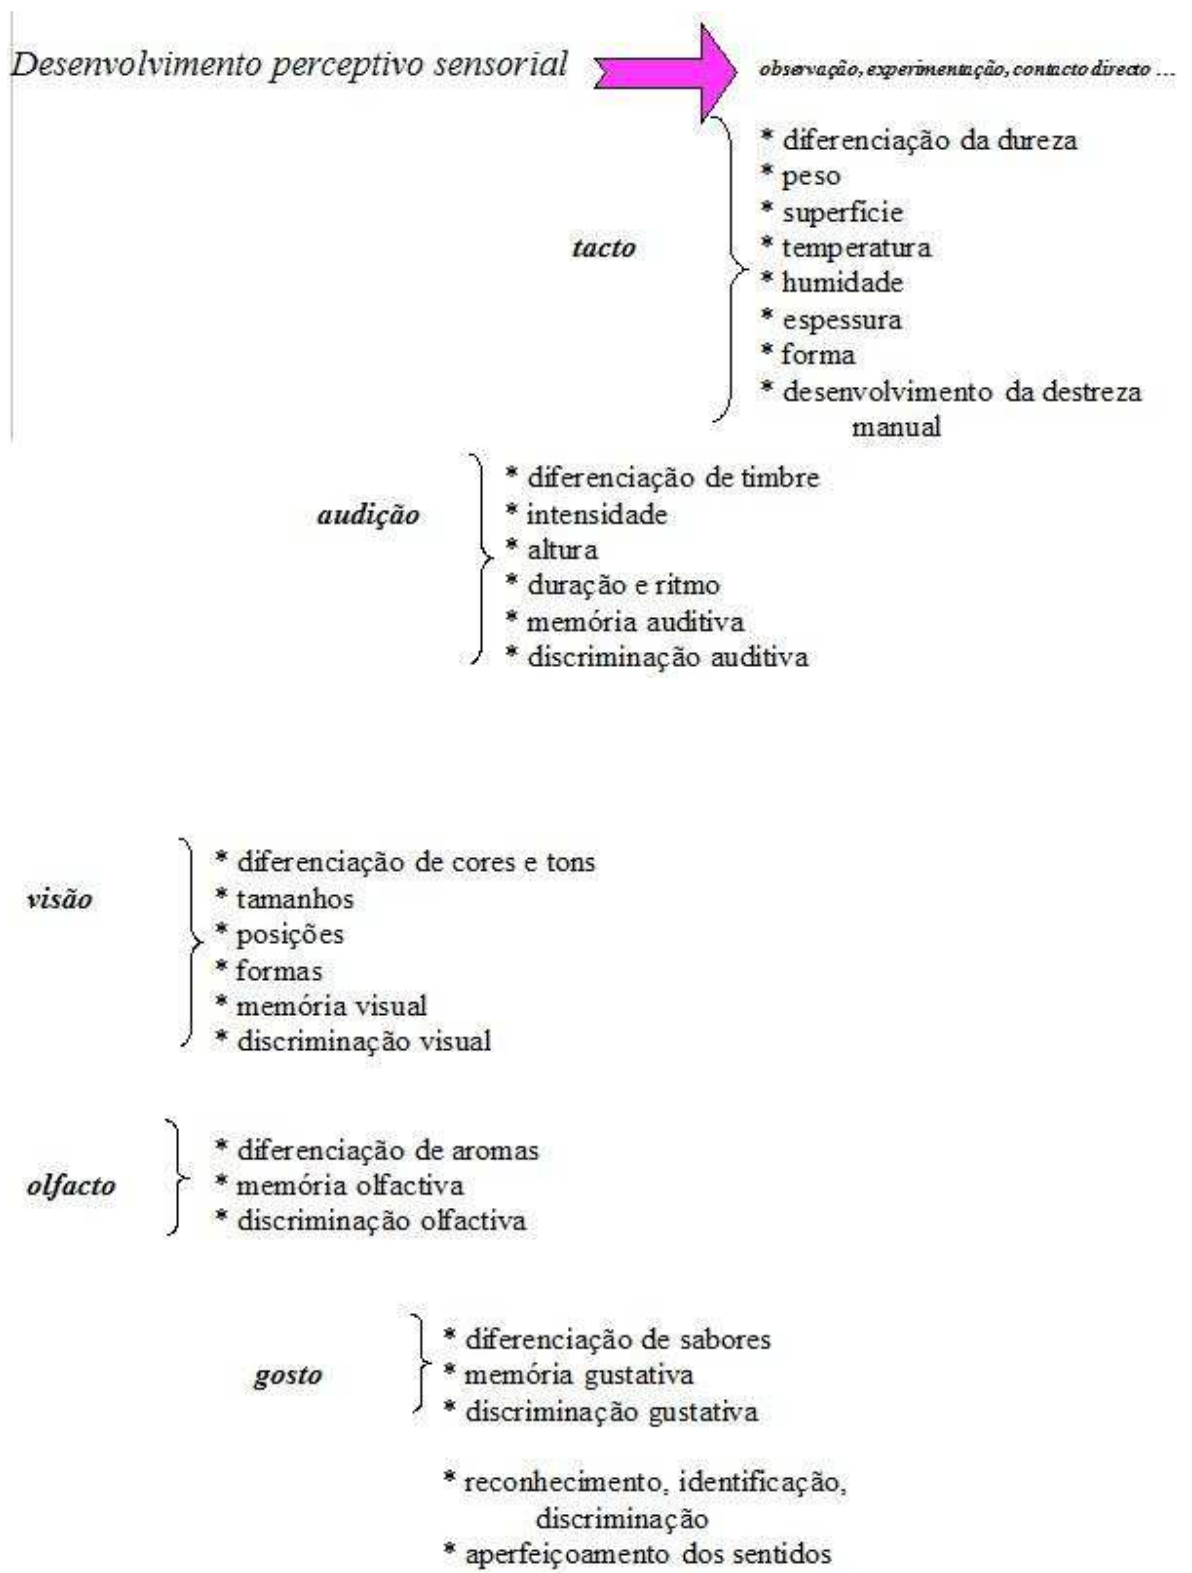 Desenvolvimento perceptivo sensorial
observação, experimentação, contacto directo ...
tacto
* diferenciação da dureza
* peso
* superfície
* temperatura
* humidade
* espessura
* forma
* desenvolvimento da destreza
manual
audição
* diferenciação de timbre
* intensidade
* altura
* duração e ritmo
* memória auditiva
* discriminação auditiva
visão
* diferenciação de cores e tons
* tamanhos
* posições
* formas
* memória visual
* discriminação visual
olfacto
* diferenciação de aromas
* memória olfactiva
* discriminação olfactiva
gosto
* diferenciação de sabores
* memória gustativa
* discriminação gustativa
* reconhecimento, identificação,
discriminação
* aperfeiçoamento dos sentidos